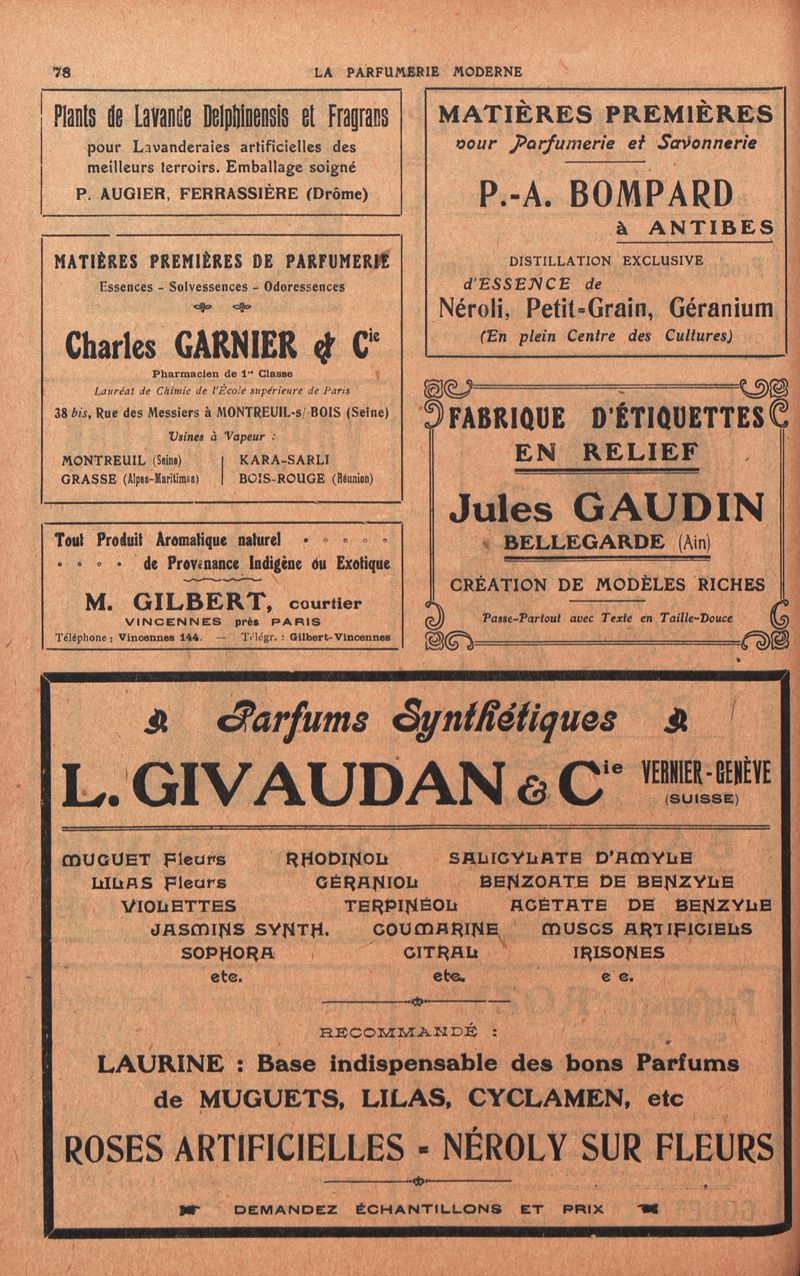 78
LA PARFUMERIE MODERNE
Plants de Lavande Delphinensis et Fragrans
pour Lavanderaies artificielles des
meilleurs terroirs. Emballage soigné
P. AUGIER, FERRASSIÈRE (Drôme)
MATIÈRES PREMIÈRES DE PARFUMERIE
Essences - Solvessences - Odoressences
Charles GARNIER & Cie
Pharmacien de 1re Classe
Lauréat de Chimie de l'École supérieure de Paris
38 bis, Rue des Messiers à MONTREUIL-s/ BOIS (Seine)
Usines à Vapeur :
MONTREUIL (Seine) | KARA-SARLI
GRASSE (Alpes-Maritimes) | BOIS-ROUGE (Réunion)
Tout Produit Aromatique naturel
de Provenance Indigène ou Exotique
M. GILBERT, courtier
VINCENNES près PARIS
Téléphone : Vincennes 144. — Télégr. : Gilbert-Vincennes
MATIÈRES PREMIÈRES
pour Parfumerie et Savonnerie
P.-A. BOMPARD
à ANTIBES
DISTILLATION EXCLUSIVE
d'ESSENCE de
Néroli, Petit-Grain, Géranium
(En plein Centre des Cultures)
FABRIQUE D'ÉTIQUETTES
EN RELIEF
Jules GAUDIN
BELLEGARDE (Ain)
CRÉATION DE MODÈLES RICHES
Passe-Partout avec Texte en Taille-Douce
Parfums Synthétiques
L. GIVAUDAN & Cie VERNIER-GENÈVE
(SUISSE)
MUGUET Fleurs RHODINOL SALICYLATE D'AMYLE
LILAS Fleurs GÉRANIOL BENZOATE DE BENZYLE
VIOLETTES TERPINÉOL ACÉTATE DE BENZYLE
JASMINS SYNTH. COUMARINE MUSCS ARTIFICIELS
SOPHORA CITRAL IRISONES
etc. etc. e c.
RECOMMANDÉ :
LAURINE : Base indispensable des bons Parfums
de MUGUETS, LILAS, CYCLAMEN, etc
ROSES ARTIFICIELLES - NÉROLY SUR FLEURS
DEMANDEZ ÉCHANTILLONS ET PRIX